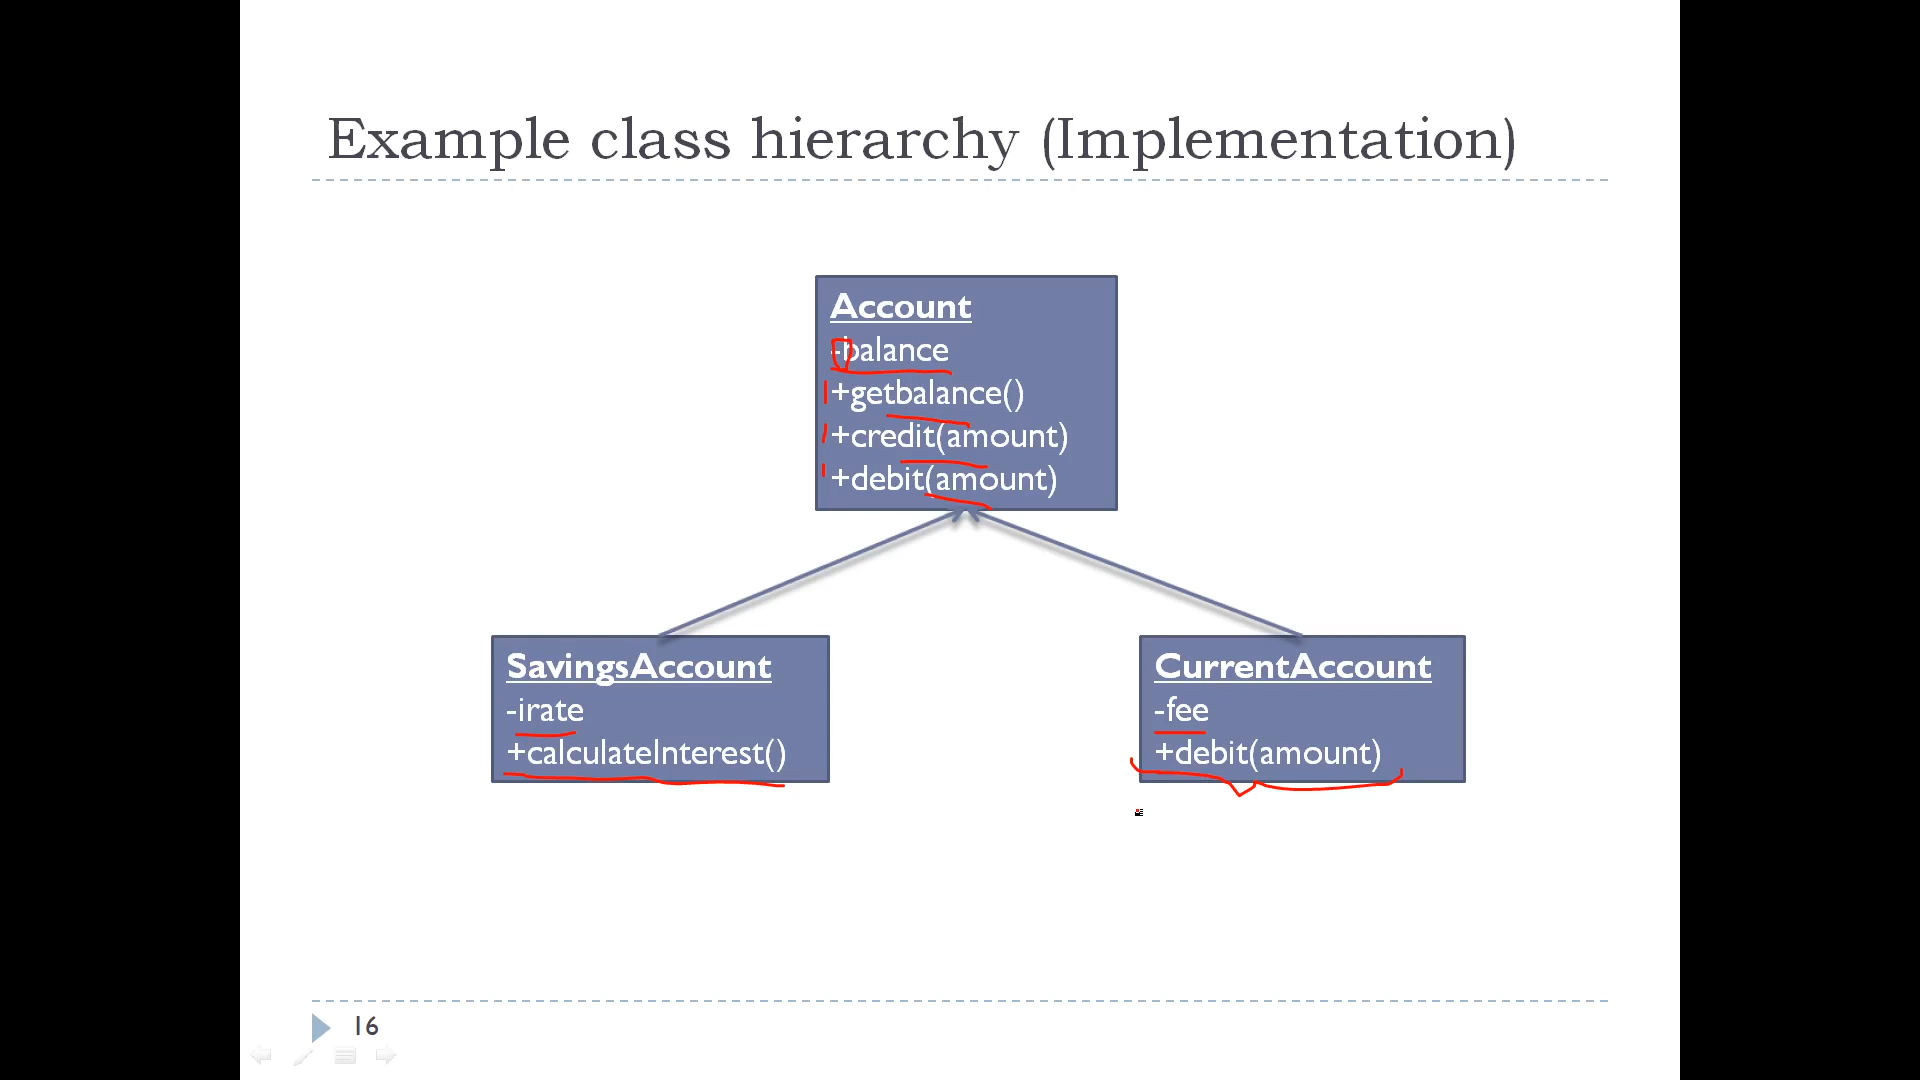 Example class hierarchy (Implementation)
Account
-balance
+getbalance()
+credit(amount)
+debit(amount)
SavingsAccount
-irate
+calculateInterest()
CurrentAccount
-fee
+debit(amount)
16